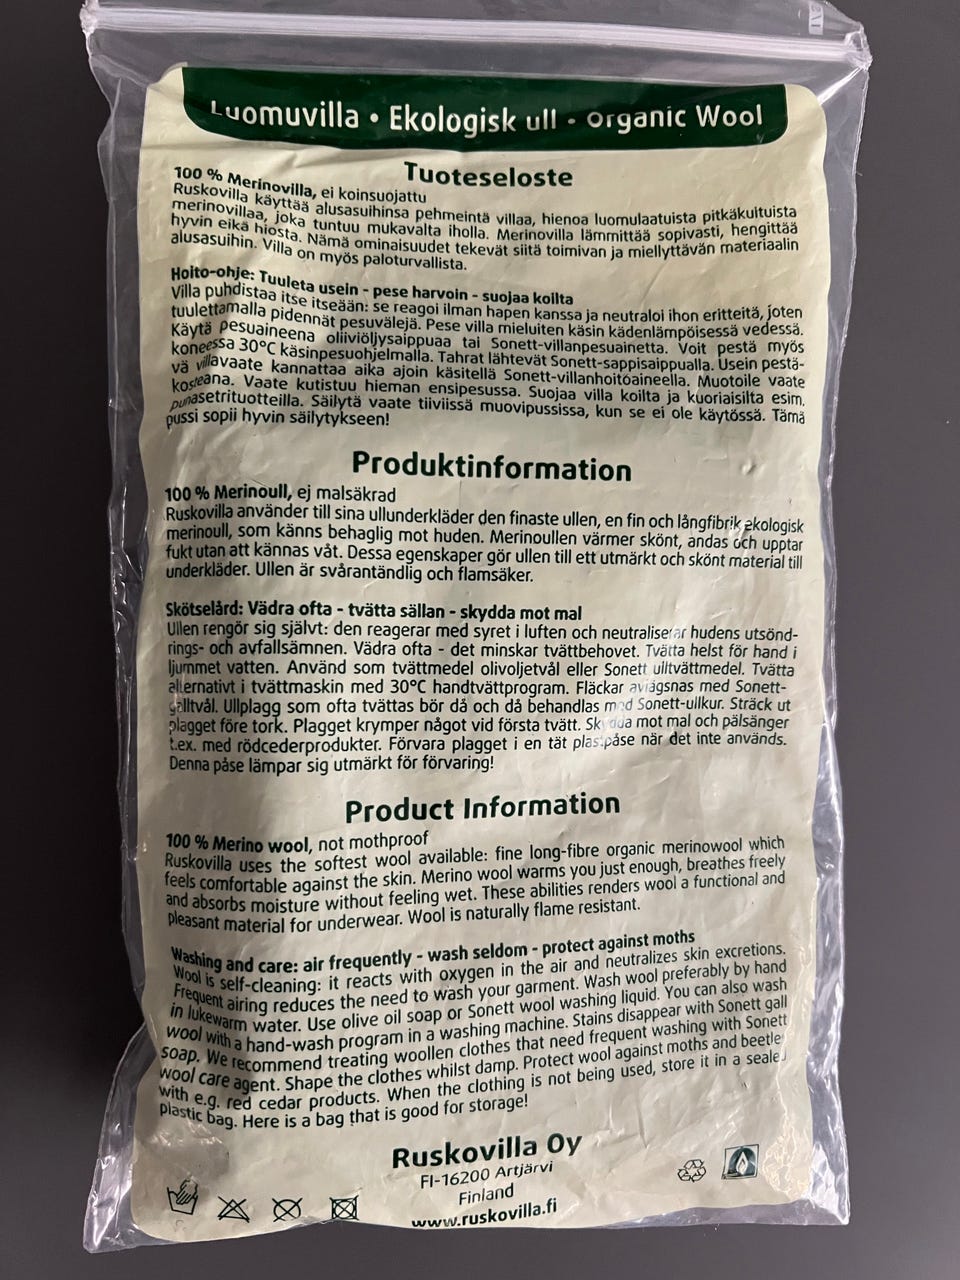 Luomuvilla • Ekologisk ull • Organic Wool
Tuoteseloste
100 % Merinovilla, ei koinsuojattu
Ruskovilla käyttää alusasuihinsa pehmeintä villaa, hienoa luomulaatuista pitkäkuituista
merinovillaa, joka tuntuu mukavalta iholla. Merinovilla lämmittää sopivasti, hengittää
hyvin eikä hiosta. Nämä ominaisuudet tekevät siitä toimivan ja miellyttävän materiaalin
alusasuihin. Villa on myös paloturvallista.
Hoito-ohje: Tuuleta usein - pese harvoin - suojaa koilta
Villa puhdistaa itse itseään: se reagoi ilman hapen kanssa ja neutraloi ihon eritteitä, joten
tuulettamalla pidennät pesuvälejä. Pese villa mieluiten käsin kädenlämpöisessä vedessä.
Käytä pesuaineena oliiviöljysaippuaa tai Sonett-villanpesuainetta. Voit pestä myös
koneessa 30°C käsinpesuohjelmalla. Tahrat lähtevät Sonett-sappisaippualla. Usein pestä-
vä villavaate kannattaa aika ajoin käsitellä Sonett-villanhoitoaineella. Muotoile vaate
kosteana. Vaate kutistuu hieman ensipesussa. Suojaa villa koilta ja kuoriaisilta esim.
punasetrituotteilla. Säilytä vaate tiiviissä muovipussissa, kun se ei ole käytössä. Tämä
pussi sopii hyvin säilytykseen!
Produktinformation
100 % Merinoull, ej malsäkrad
Ruskovilla använder till sina ullunderkläder den finaste ullen, en fin och långfibrik ekologisk
merinoull, som känns behaglig mot huden. Merinoullen värmer skönt, andas och upptar
fukt utan att kännas våt. Dessa egenskaper gör ullen till ett utmärkt och skönt material till
underkläder. Ullen är svårantändlig och flamsäker.
Skötselård: Vädra ofta - tvätta sällan - skydda mot mal
Ullen rengör sig självt: den reagerar med syret i luften och neutraliserar hudens utsönd-
rings- och avfallsämnen. Vädra ofta - det minskar tvättbehovet. Tvätta helst för hand i
ljummet vatten. Använd som tvättmedel olivoljetvål eller Sonett ulltvättmedel. Tvätta
alternativt i tvättmaskin med 30°C handtvättprogram. Fläckar avlägsnas med Sonett-
galltvål. Ullplagg som ofta tvättas bör då och då behandlas med Sonett-ullkur. Sträck ut
plagget före tork. Plagget krymper något vid första tvätt. Skydda mot mal och pälsänger
t.ex. med rödcederprodukter. Förvara plagget i en tät plastpåse när det inte används.
Denna påse lämpar sig utmärkt för förvaring!
Product Information
100 % Merino wool, not mothproof
Ruskovilla uses the softest wool available: fine long-fibre organic merinowool which
feels comfortable against the skin. Merino wool warms you just enough, breathes freely
and absorbs moisture without feeling wet. These abilities renders wool a functional and
pleasant material for underwear. Wool is naturally flame resistant.
Washing and care: air frequently - wash seldom - protect against moths
Wool is self-cleaning: it reacts with oxygen in the air and neutralizes skin excretions.
Frequent airing reduces the need to wash your garment. Wash wool preferably by hand
in lukewarm water. Use olive oil soap or Sonett wool washing liquid. You can also wash
wool with a hand-wash program in a washing machine. Stains disappear with Sonett gall
soap. We recommend treating woollen clothes that need frequent washing with Sonett
wool care agent. Shape the clothes whilst damp. Protect wool against moths and beetles
with e.g. red cedar products. When the clothing is not being used, store it in a sealed
plastic bag. Here is a bag that is good for storage!
Ruskovilla Oy
FI-16200 Artjärvi
Finland
www.ruskovilla.fi